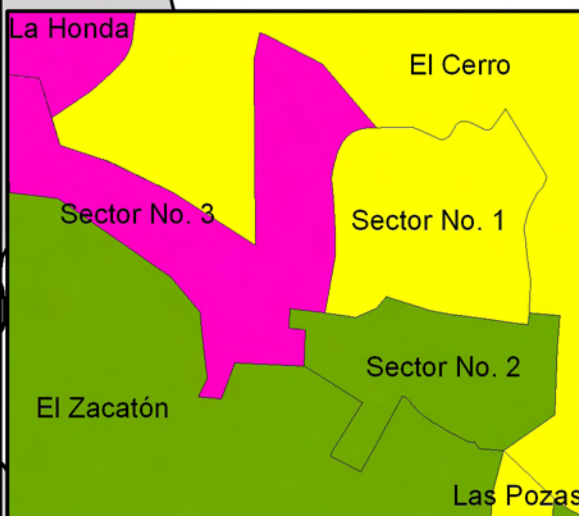 La Honda
El Cerro
Sector No. 3
Sector No. 1
Sector No. 2
El Zacatón
Las Pozas